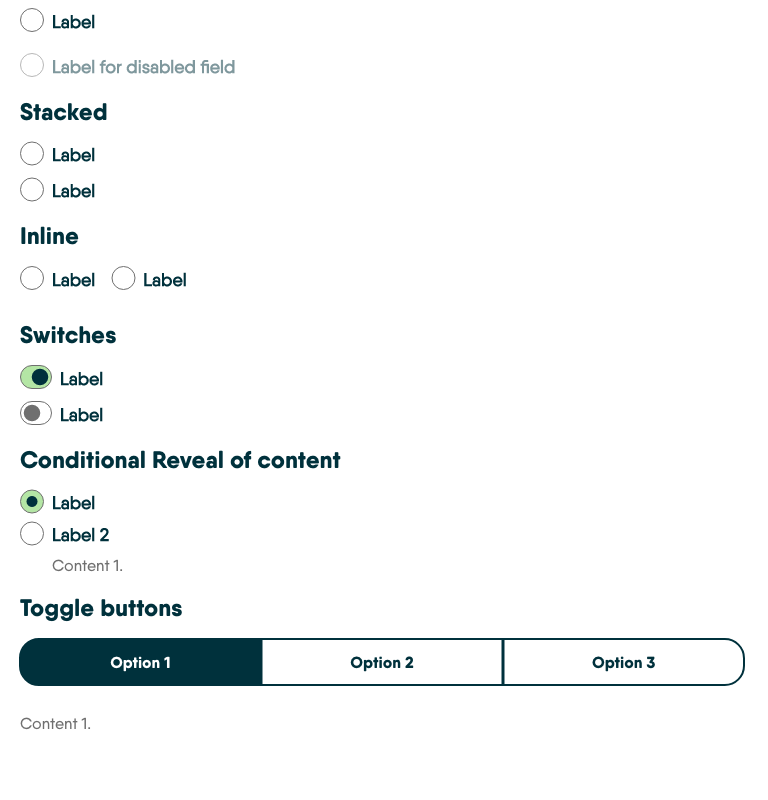 Label
Label for disabled field
Stacked
Label
Label
Inline
Label Label
Switches
Label
Label
Conditional Reveal of content
Label
Label 2
Content 1.
Toggle buttons
Option 1 Option 2 Option 3
Content 1.